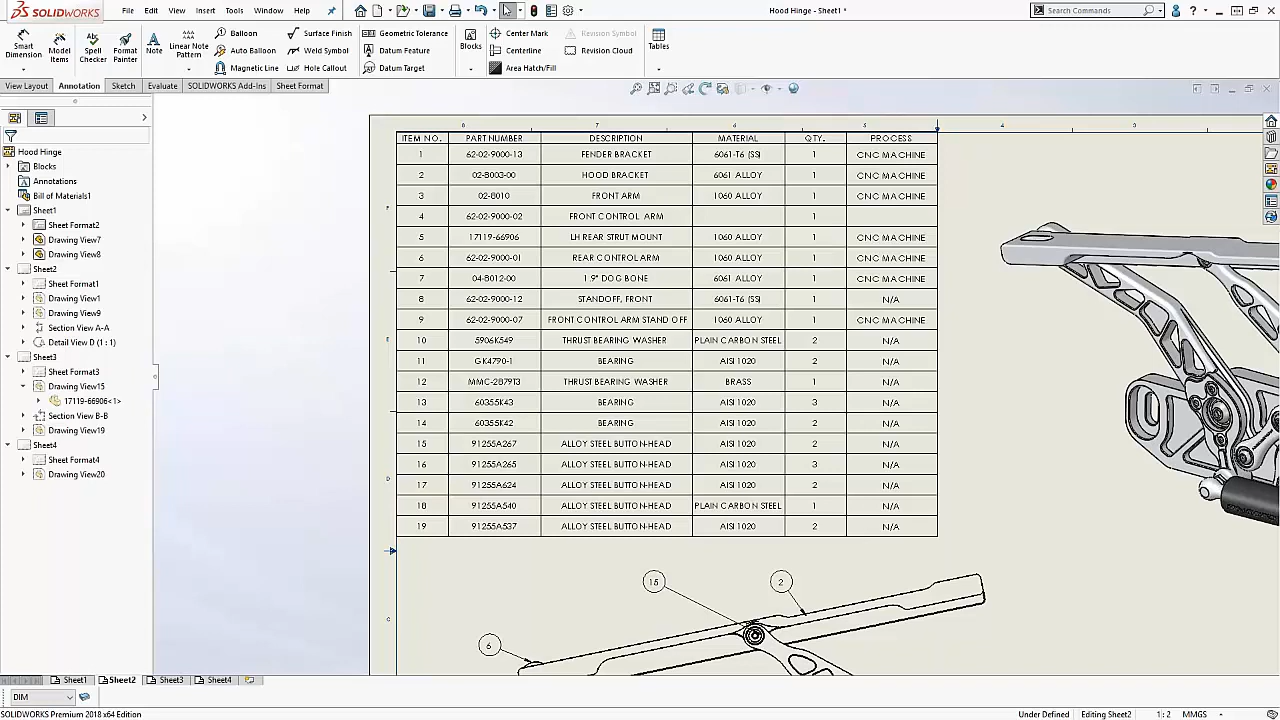 SOLIDWORKS File Edit View Insert Tools Window Help Hood Hinge - Sheet1 * Search Commands
Smart Dimension Model Items Spell Checker Format Painter Note Linear Note Pattern
Balloon Surface Finish Geometric Tolerance Blocks Center Mark Revision Symbol Tables
Auto Balloon Weld Symbol Datum Feature Centerline Revision Cloud
Magnetic Line Hole Callout Datum Target Area Hatch/Fill
View Layout Annotation Sketch Evaluate SOLIDWORKS Add-Ins Sheet Format
Hood Hinge
Blocks
Annotations
Bill of Materials1
Sheet1
Sheet Format2
Drawing View7
Drawing View8
Sheet2
Sheet Format1
Drawing View1
Drawing View9
Section View A-A
Detail View D (1 : 1)
Sheet3
Sheet Format3
Drawing View15
17119-66906<1>
Section View B-B
Drawing View19
Sheet4
Sheet Format4
Drawing View20
ITEM NO. PART NUMBER DESCRIPTION MATERIAL QTY. PROCESS
1 62-02-9000-13 FENDER BRACKET 6061-T6 (SS) 1 CNC MACHINE
2 02-8003-00 HOOD BRACKET 6061 ALLOY 1 CNC MACHINE
3 02-8010 FRONT ARM 1060 ALLOY 1 CNC MACHINE
4 62-02-9000-02 FRONT CONTROL ARM 1
5 17119-66906 LH REAR STRUT MOUNT 1060 ALLOY 1 CNC MACHINE
6 62-02-9000-01 REAR CONTROL ARM 1060 ALLOY 1 CNC MACHINE
7 04-8012-00 1.9" DOG BONE 6061 ALLOY 1 CNC MACHINE
8 62-02-9000-12 STANDOFF, FRONT 6061-T6 (SS) 1 N/A
9 62-02-9000-07 FRONT CONTROL ARM STAND OFF 1060 ALLOY 1 CNC MACHINE
10 5906K549 THRUST BEARING WASHER PLAIN CARBON STEEL 2 N/A
11 GK4790-1 BEARING AISI 1020 2 N/A
12 MMC-287913 THRUST BEARING WASHER BRASS 1 N/A
13 60355K43 BEARING AISI 1020 3 N/A
14 60355K42 BEARING AISI 1020 2 N/A
15 91255A267 ALLOY STEEL BUTTON-HEAD AISI 1020 2 N/A
16 91255A265 ALLOY STEEL BUTTON-HEAD AISI 1020 3 N/A
17 91255A624 ALLOY STEEL BUTTON-HEAD AISI 1020 2 N/A
18 91255A540 ALLOY STEEL BUTTON-HEAD PLAIN CARBON STEEL 1 N/A
19 91255A537 ALLOY STEEL BUTTON-HEAD AISI 1020 2 N/A
15 2
6
Sheet1 Sheet2 Sheet3 Sheet4
DIM
SOLIDWORKS Premium 2018 x64 Edition Under Defined Editing Sheet2 1 : 2 MMGS